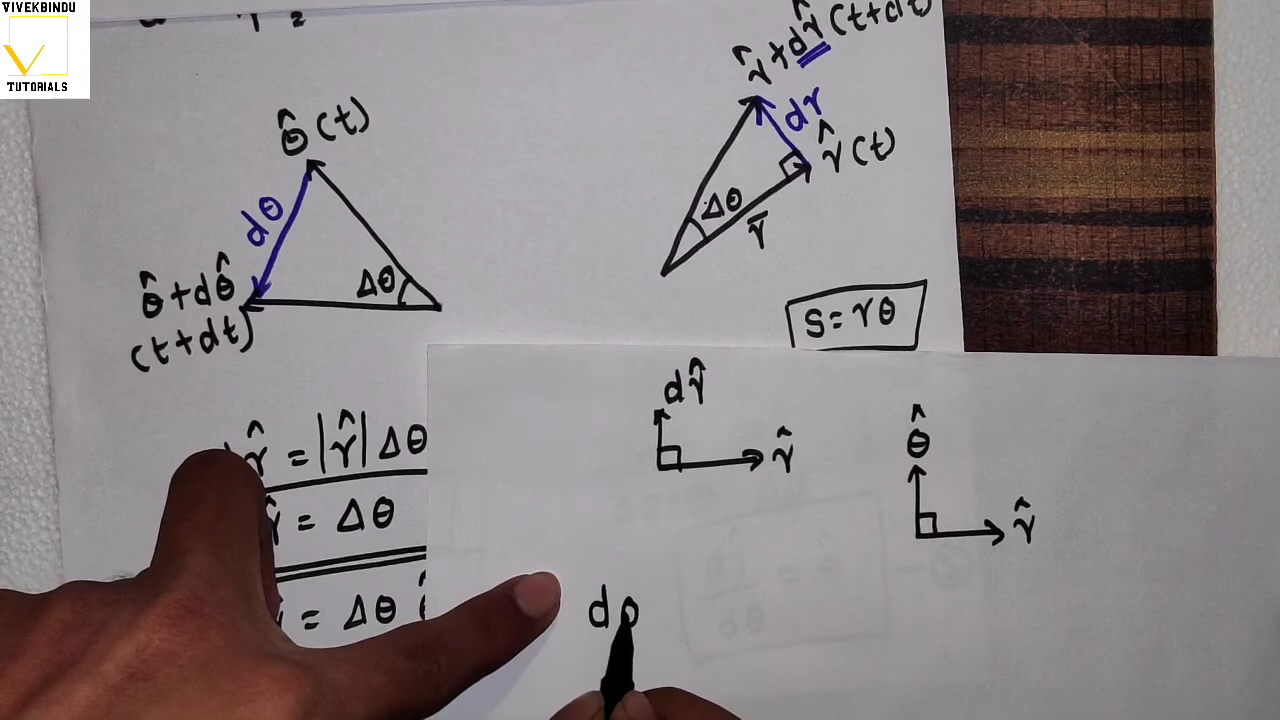 VIVEKBINDU
TUTORIALS
θ̂ (t)
dθ
θ̂ + dθ̂
(t+dt)
Δθ
r̂ + dr̂ (t+dt)
dr
r̂ (t)
Δθ
r̄
S = rθ
r̂ = |r̂| Δθ
= Δθ
= Δθ
dr̂
r̂
θ̂
r̂
d